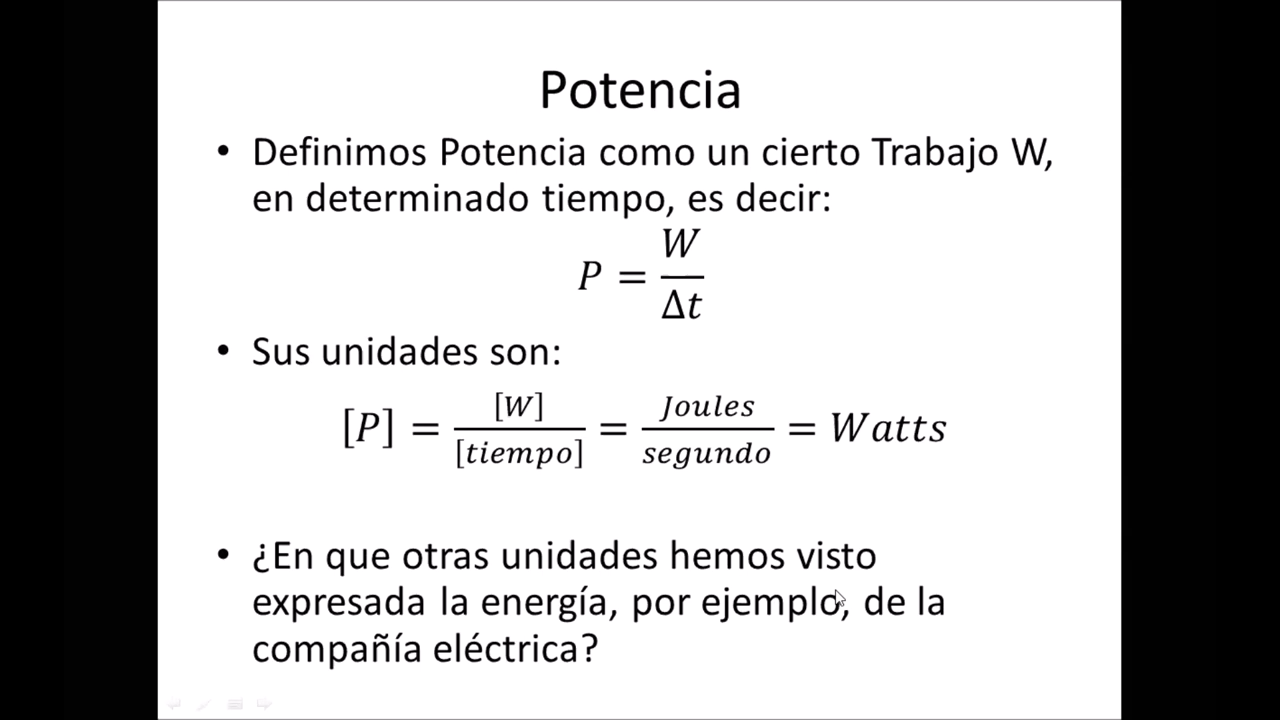 Potencia
• Definimos Potencia como un cierto Trabajo W,
en determinado tiempo, es decir:
P = W/Δt
• Sus unidades son:
[P] = [W]/[tiempo] = Joules/segundo = Watts
• ¿En que otras unidades hemos visto
expresada la energía, por ejemplo, de la
compañía eléctrica?